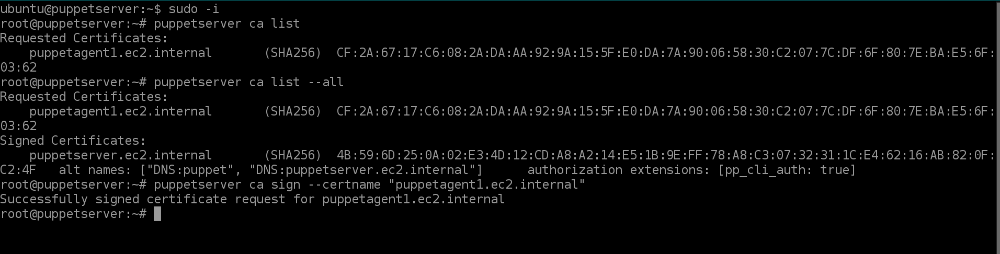 ubuntu@puppetserver:~$ sudo -i
root@puppetserver:~# puppetserver ca list
Requested Certificates:
    puppetagent1.ec2.internal       (SHA256)  CF:2A:67:17:C6:08:2A:DA:AA:92:9A:15:5F:E0:DA:7A:90:06:58:30:C2:07:7C:DF:6F:80:7E:BA:E5:6F:
03:62
root@puppetserver:~# puppetserver ca list --all
Requested Certificates:
    puppetagent1.ec2.internal       (SHA256)  CF:2A:67:17:C6:08:2A:DA:AA:92:9A:15:5F:E0:DA:7A:90:06:58:30:C2:07:7C:DF:6F:80:7E:BA:E5:6F:
03:62
Signed Certificates:
    puppetserver.ec2.internal       (SHA256)  4B:59:6D:25:0A:02:E3:4D:12:CD:A8:A2:14:E5:1B:9E:FF:78:A8:C3:07:32:31:1C:E4:62:16:AB:82:0F:
C2:4F   alt names: ["DNS:puppet", "DNS:puppetserver.ec2.internal"]      authorization extensions: [pp_cli_auth: true]
root@puppetserver:~# puppetserver ca sign --certname "puppetagent1.ec2.internal"
Successfully signed certificate request for puppetagent1.ec2.internal
root@puppetserver:~#